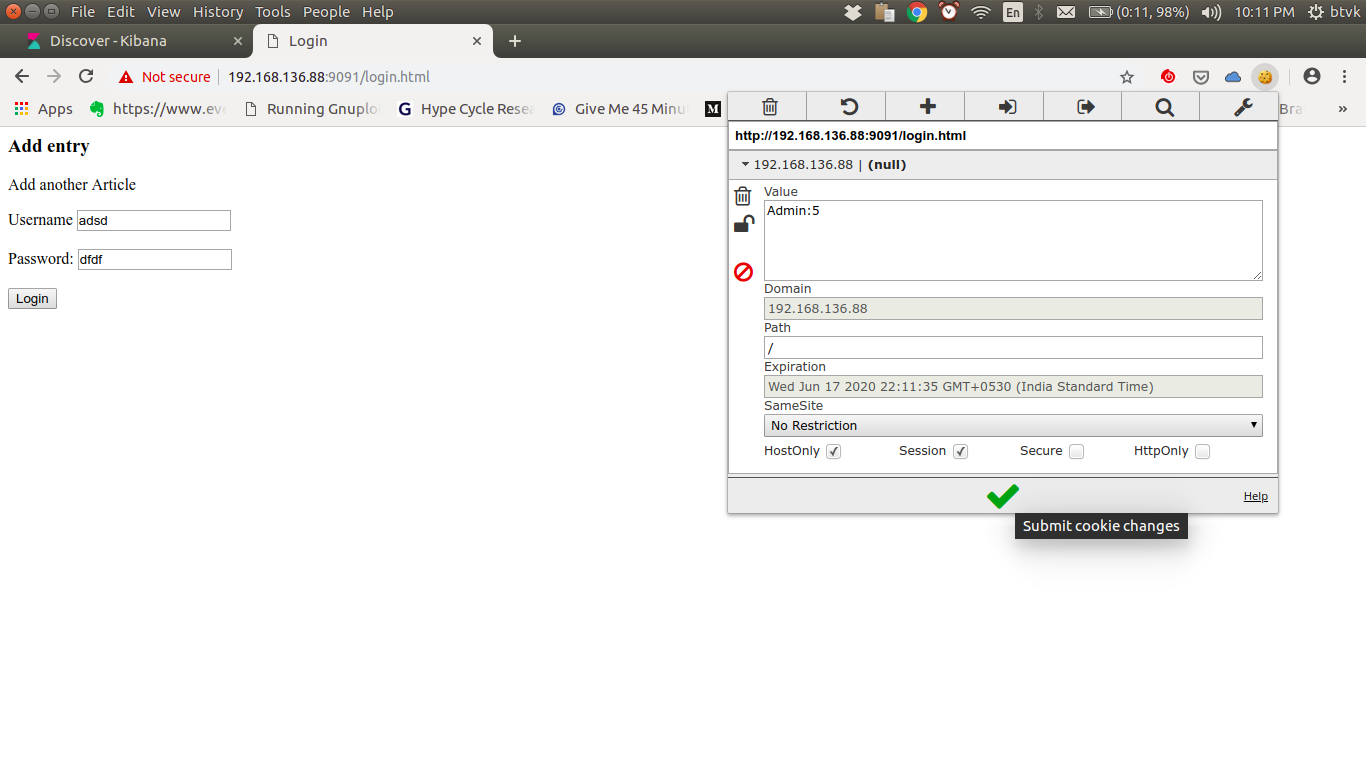 File Edit View History Tools People Help
En (0:11, 98%) 10:11 PM btvk
Discover - Kibana Login
Not secure 192.168.136.88:9091/login.html
Apps https://www.eve Running Gnuplo G Hype Cycle Resea Give Me 45 Minu M Bra »
http://192.168.136.88:9091/login.html
192.168.136.88 | (null)
Value
Admin:5
Domain
192.168.136.88
Path
/
Expiration
Wed Jun 17 2020 22:11:35 GMT+0530 (India Standard Time)
SameSite
No Restriction
HostOnly Session Secure HttpOnly
Help
Submit cookie changes
Add entry
Add another Article
Username adsd
Password: dfdf
Login